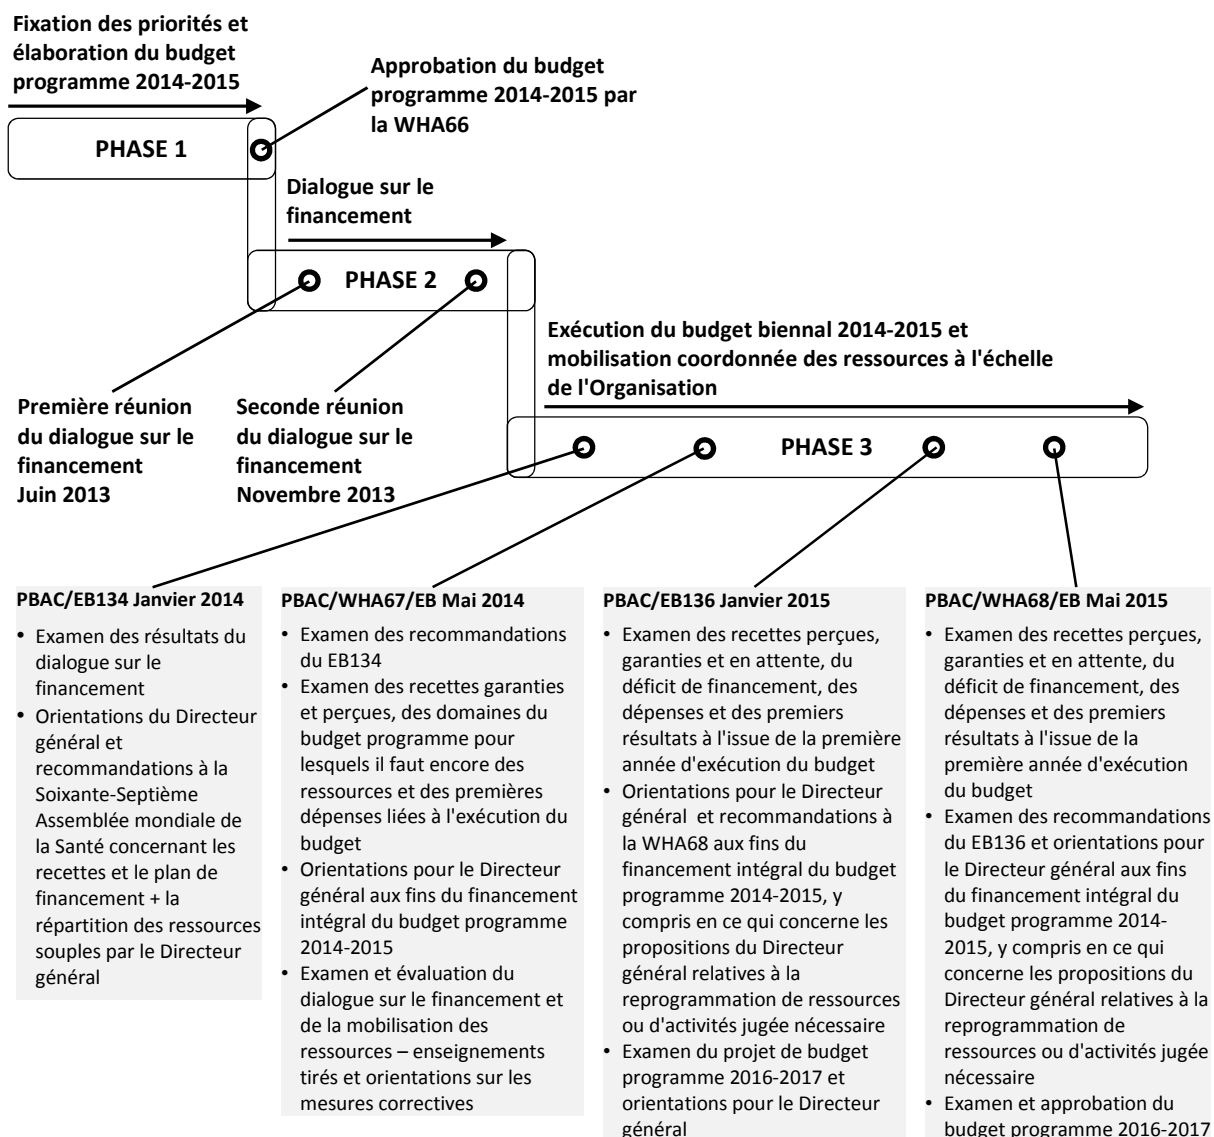 Fixation des priorités et
élaboration du budget
programme 2014-2015
Approbation du budget
programme 2014-2015 par
la WHA66
PHASE 1
Dialogue sur le
financement
PHASE 2
Exécution du budget biennal 2014-2015 et
mobilisation coordonnée des ressources à l'échelle
de l'Organisation
Première réunion
du dialogue sur le
financement
Juin 2013
Seconde réunion
du dialogue sur le
financement
Novembre 2013
PHASE 3
PBAC/EB134 Janvier 2014
• Examen des résultats du
dialogue sur le
financement
• Orientations du Directeur
général et
recommandations à la
Soixante-Septième
Assemblée mondiale de
la Santé concernant les
recettes et le plan de
financement + la
répartition des ressources
souples par le Directeur
général
PBAC/WHA67/EB Mai 2014
• Examen des recommandations
du EB134
• Examen des recettes garanties
et perçues, des domaines du
budget programme pour
lesquels il faut encore des
ressources et des premières
dépenses liées à l'exécution du
budget
• Orientations pour le Directeur
général aux fins du financement
intégral du budget programme
2014-2015
• Examen et évaluation du
dialogue sur le financement et
de la mobilisation des
ressources – enseignements
tirés et orientations sur les
mesures correctives
PBAC/EB136 Janvier 2015
• Examen des recettes perçues,
garanties et en attente, du
déficit de financement, des
dépenses et des premiers
résultats à l'issue de la première
année d'exécution du budget
• Orientations pour le Directeur
général et recommandations à
la WHA68 aux fins du
financement intégral du budget
programme 2014-2015, y
compris en ce qui concerne les
propositions du Directeur
général relatives à la
reprogrammation de ressources
ou d'activités jugée nécessaire
• Examen du projet de budget
programme 2016-2017 et
orientations pour le Directeur
général
PBAC/WHA68/EB Mai 2015
• Examen des recettes perçues,
garanties et en attente, du
déficit de financement, des
dépenses et des premiers
résultats à l'issue de la
première année d'exécution
du budget
• Examen des recommandations
du EB136 et orientations pour
le Directeur général aux fins
du financement intégral du
budget programme 2014-
2015, y compris en ce qui
concerne les propositions du
Directeur général relatives à la
reprogrammation de
ressources ou d'activités jugée
nécessaire
• Examen et approbation du
budget programme 2016-2017